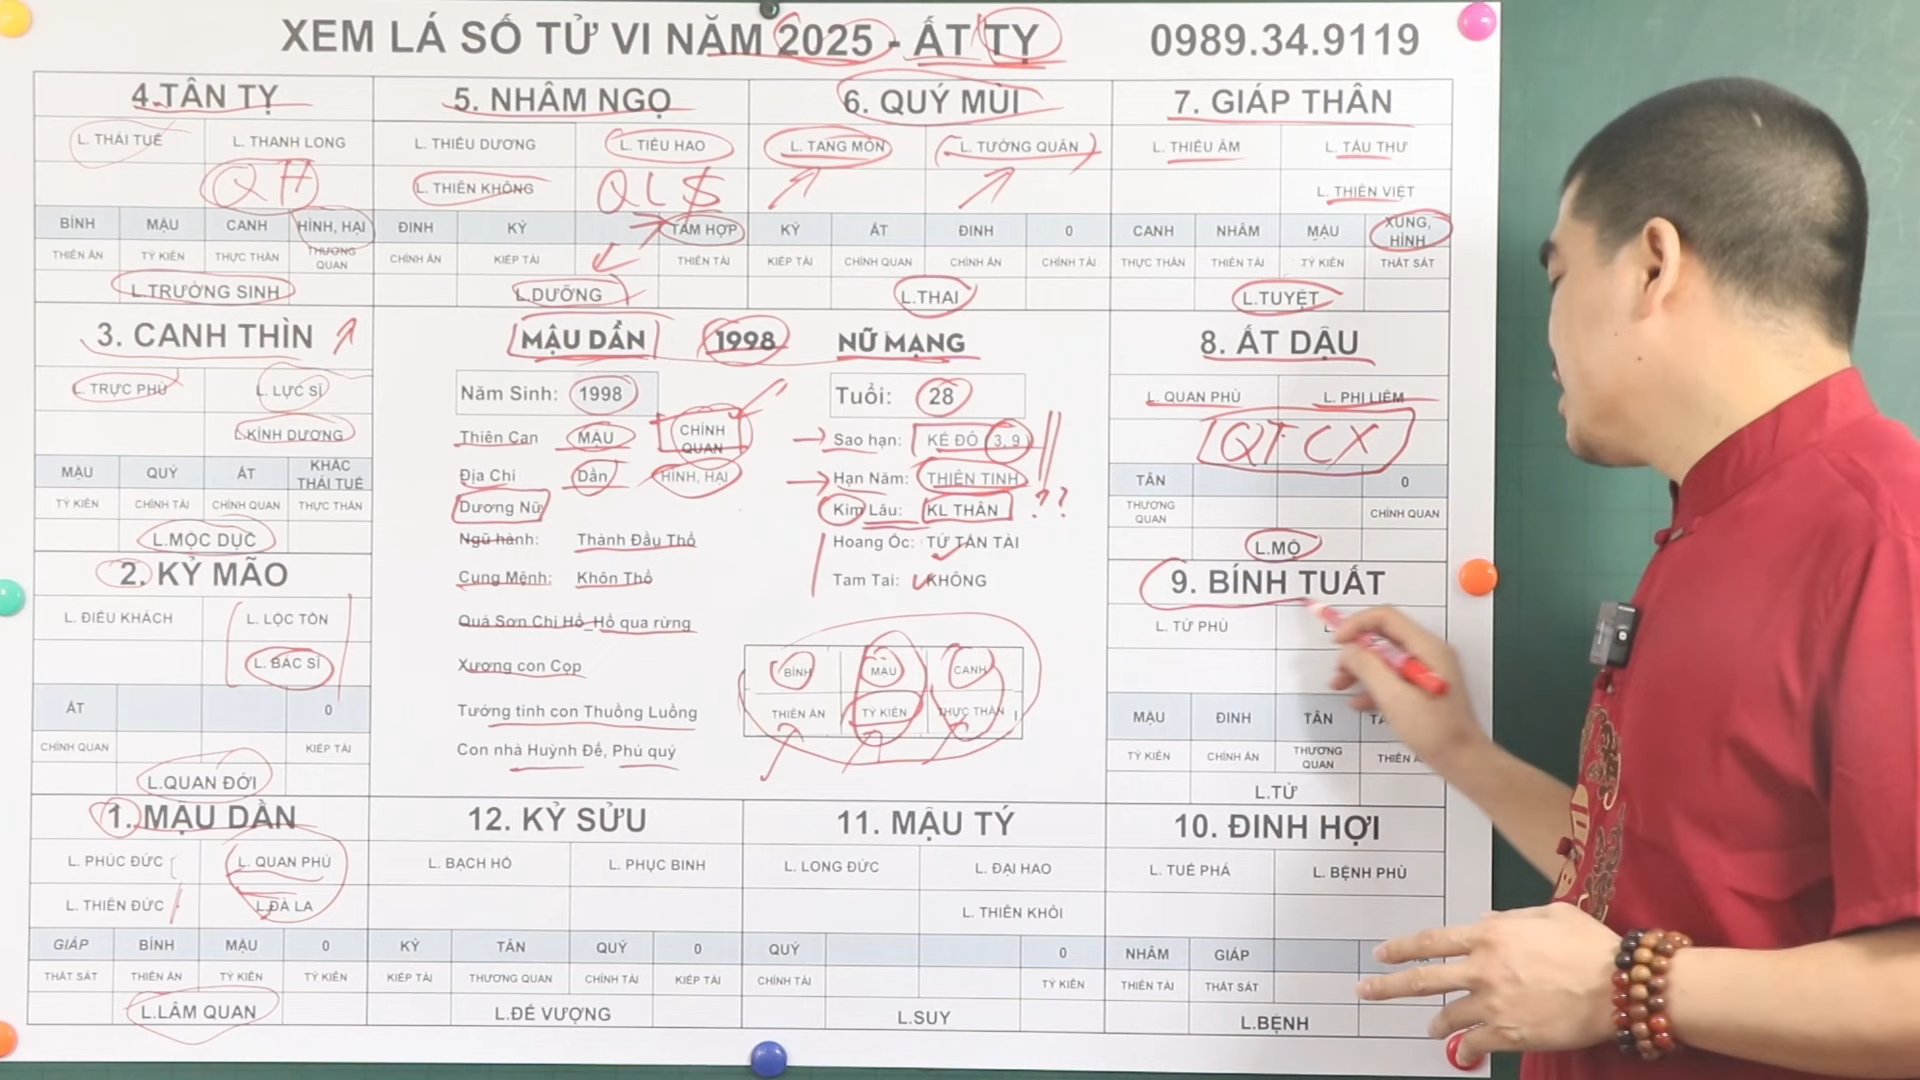 XEM LÁ SỐ TỬ VI NĂM 2025 - ẤT TỴ 0989.34.9119
4.TÂN TỴ
L. THÁI TUẾ L. THANH LONG
QH
BÍNH MẬU CANH HÌNH, HẠI
THIÊN ẤN TỶ KIÊN THỰC THẦN THƯƠNG QUAN
L.TRƯỜNG SINH
5. NHÂM NGỌ
L. THIẾU DƯƠNG L. TIỂU HAO
L. THIÊN KHÔNG QL$
ĐINH KỶ TAM HỢP
CHÍNH ẤN KIẾP TÀI THIÊN TÀI
L.DƯỠNG
6. QUÝ MÙI
L. TANG MÔN L. TƯỚNG QUÂN
KỶ ẤT ĐINH 0
KIẾP TÀI CHÍNH QUAN CHÍNH ẤN CHÍNH TÀI
L.THAI
7. GIÁP THÂN
L. THIẾU ÂM L. TẤU THƯ
L. THIÊN VIỆT
CANH NHÂM MẬU XUNG, HÌNH
THỰC THẦN THIÊN TÀI TỶ KIÊN THẤT SÁT
L.TUYỆT
3. CANH THÌN
L. TRỰC PHÙ L. LỰC SĨ
L. KÌNH DƯƠNG
MẬU QUÝ ẤT KHẮC THÁI TUẾ
TỶ KIÊN CHÍNH TÀI CHÍNH QUAN THỰC THẦN
L.MỘC DỤC
2. KỶ MÃO
L. ĐIẾU KHÁCH L. LỘC TỒN
L. BÁC SĨ
ẤT 0
CHÍNH QUAN KIẾP TÀI
L.QUAN ĐỚI
MẬU DẦN 1998 NỮ MẠNG
Năm Sinh: 1998 Tuổi: 28
Thiên Can MẬU CHÍNH QUAN Sao hạn: KẾ ĐÔ (3, 9)
Địa Chi Dần HÌNH, HẠI Hạn Năm: THIÊN TINH
Dương Nữ Kim Lâu: KL THÂN ??
Ngũ hành: Thành Đầu Thổ Hoang Ốc: TỨ TẤN TÀI
Cung Mệnh: Khôn Thổ Tam Tai: KHÔNG
Quá Sơn Chi Hổ_Hổ qua rừng
Xương con Cọp
Tướng tinh con Thuồng Luồng
Con nhà Huỳnh Đế, Phú quý
BÍNH MẬU CANH
THIÊN ẤN TỶ KIÊN THỰC THẦN
8. ẤT DẬU
L. QUAN PHÙ L. PHI LIÊM
QTCX
TÂN 0
THƯƠNG QUAN CHÍNH QUAN
L.MỘ
9. BÍNH TUẤT
L. TỬ PHÙ
MẬU ĐINH TÂN
TỶ KIÊN CHÍNH ẤN THƯƠNG QUAN
L.TỬ
1. MẬU DẦN
L. PHÚC ĐỨC L. QUAN PHỦ
L. THIÊN ĐỨC L.ĐÀ LA
GIÁP BÍNH MẬU 0
THẤT SÁT THIÊN ẤN TỶ KIÊN TỶ KIÊN
L.LÂM QUAN
12. KỶ SỬU
L. BẠCH HỔ L. PHỤC BINH
KỶ TÂN QUÝ 0
KIẾP TÀI THƯƠNG QUAN CHÍNH TÀI KIẾP TÀI
L.ĐẾ VƯỢNG
11. MẬU TÝ
L. LONG ĐỨC L. ĐẠI HAO
L. THIÊN KHÔI
QUÝ 0
CHÍNH TÀI TỶ KIÊN
L.SUY
10. ĐINH HỢI
L. TUẾ PHÁ L. BỆNH PHÙ
NHÂM GIÁP
THIÊN TÀI THẤT SÁT
L.BỆNH